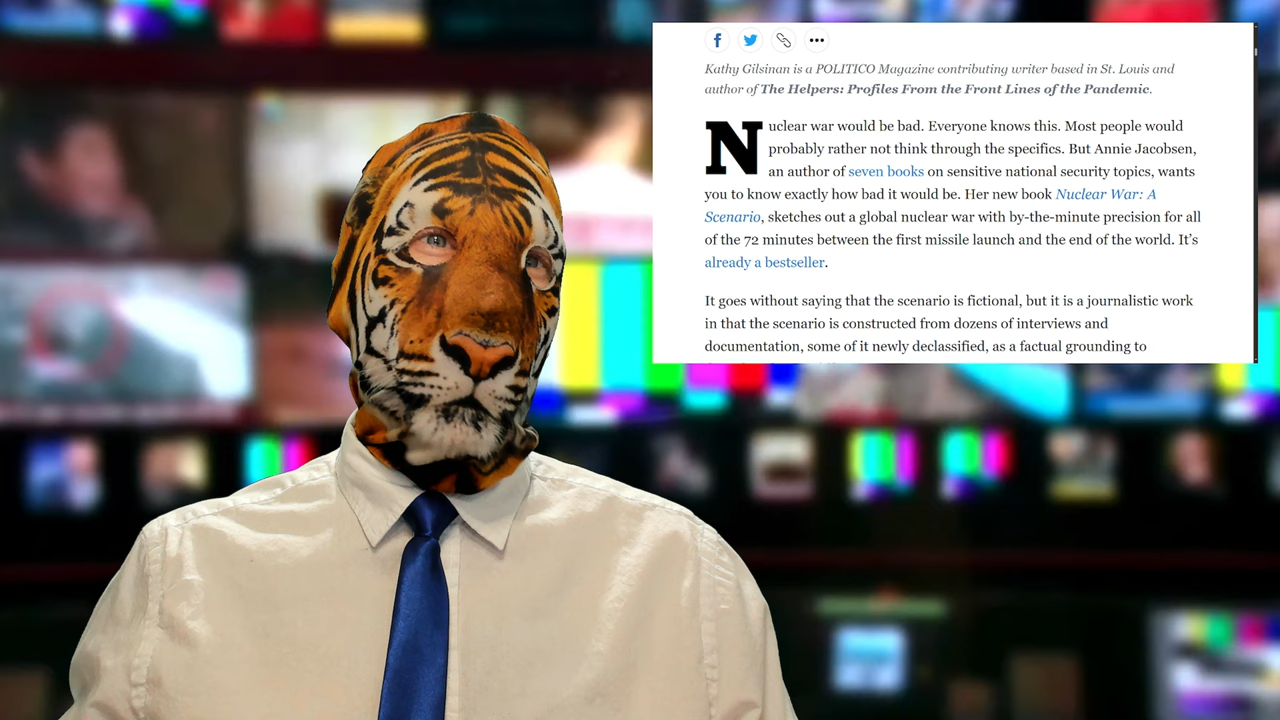 Kathy Gilsinan is a POLITICO Magazine contributing writer based in St. Louis and
author of The Helpers: Profiles From the Front Lines of the Pandemic.
Nuclear war would be bad. Everyone knows this. Most people would
probably rather not think through the specifics. But Annie Jacobsen,
an author of seven books on sensitive national security topics, wants
you to know exactly how bad it would be. Her new book Nuclear War: A
Scenario, sketches out a global nuclear war with by-the-minute precision for all
of the 72 minutes between the first missile launch and the end of the world. It’s
already a bestseller.
It goes without saying that the scenario is fictional, but it is a journalistic work
in that the scenario is constructed from dozens of interviews and
documentation, some of it newly declassified, as a factual grounding to